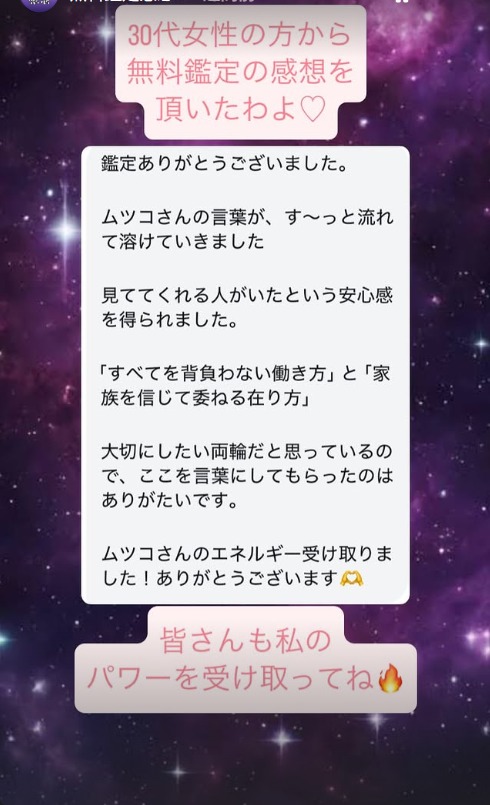 30代女性の方から
無料鑑定の感想を
頂いたわよ♡
鑑定ありがとうございました。
ムツコさんの言葉が、す〜っと流れ
て溶けていきました
見ててくれる人がいたという安心感
を得られました。
「すべてを背負わない働き方」と「家
族を信じて委ねる在り方」
大切にしたい両輪だと思っているの
で、ここを言葉にしてもらったのは
ありがたいです。
ムツコさんのエネルギー受け取りま
した！ありがとうございます🫶
皆さんも私の
パワーを受け取ってね🔥